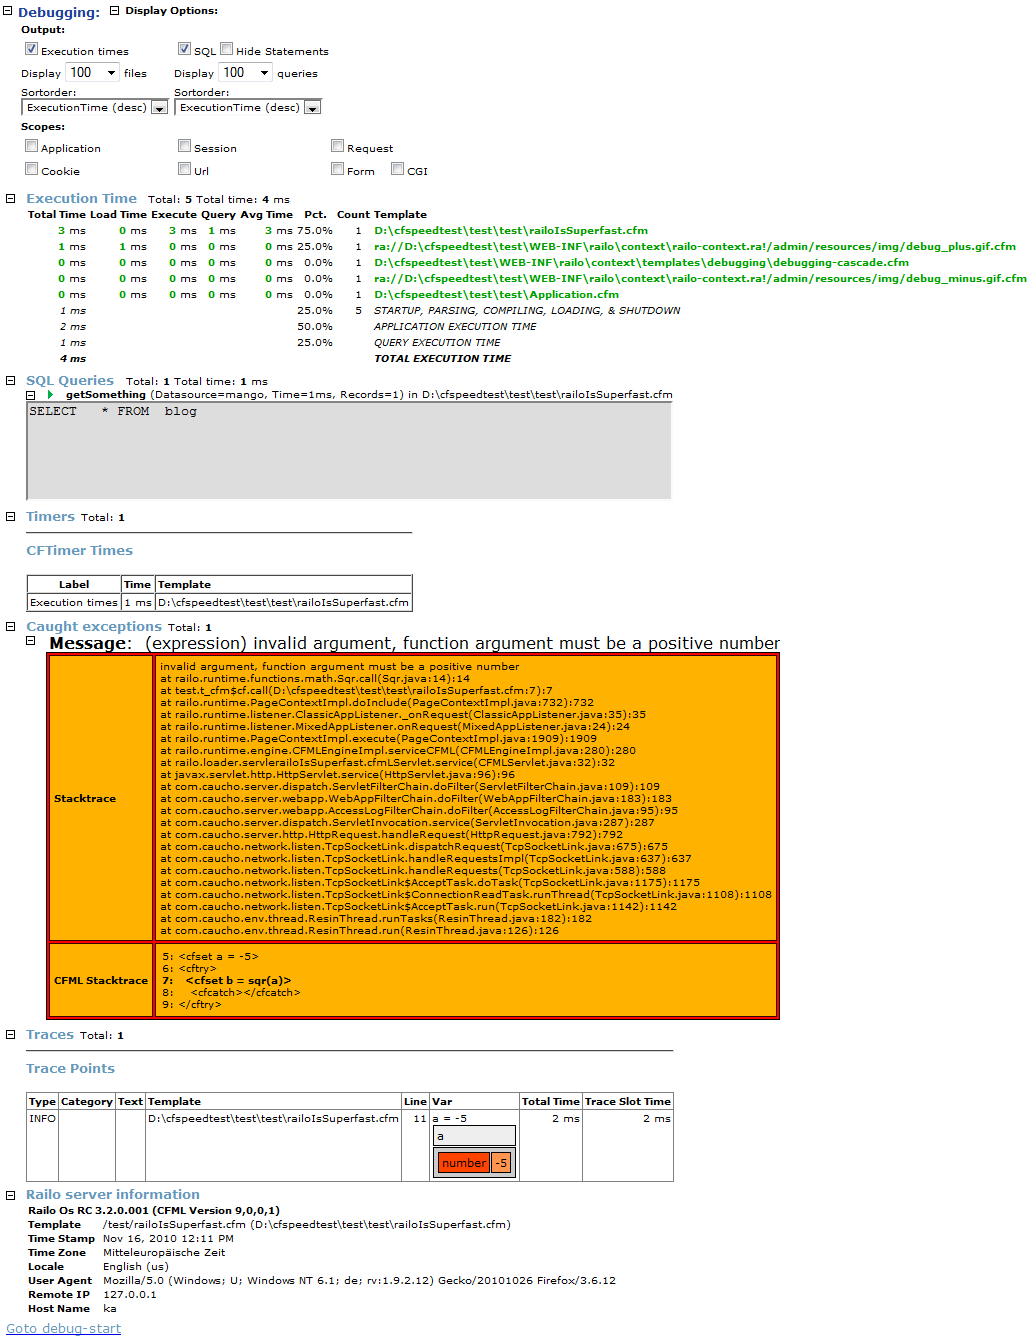 Debugging: Display Options:
Output:
Execution times SQL Hide Statements
Display 100 files Display 100 queries
Sortorder: Sortorder:
ExecutionTime (desc) ExecutionTime (desc)
Scopes:
Application Session Request
Cookie Url Form CGI
Execution Time Total: 5 Total time: 4 ms
Total Time Load Time Execute Query Avg Time Pct. Count Template
3 ms 0 ms 3 ms 1 ms 3 ms 75.0% 1 D:\cfspeedtest\test\test\railoIsSuperfast.cfm
1 ms 1 ms 0 ms 0 ms 0 ms 25.0% 1 ra://D:\cfspeedtest\test\test\WEB-INF\railo\context\railo-context.ra!/admin/resources/img/debug_plus.gif.cfm
0 ms 0 ms 0 ms 0 ms 0 ms 0.0% 1 D:\cfspeedtest\test\test\WEB-INF\railo\context\templates\debugging\debugging-cascade.cfm
0 ms 0 ms 0 ms 0 ms 0 ms 0.0% 1 ra://D:\cfspeedtest\test\test\WEB-INF\railo\context\railo-context.ra!/admin/resources/img/debug_minus.gif.cfm
0 ms 0 ms 0 ms 0 ms 0 ms 0.0% 1 D:\cfspeedtest\test\test\Application.cfm
1 ms 25.0% 5 STARTUP, PARSING, COMPILING, LOADING, & SHUTDOWN
2 ms 50.0% APPLICATION EXECUTION TIME
1 ms 25.0% QUERY EXECUTION TIME
4 ms TOTAL EXECUTION TIME
SQL Queries Total: 1 Total time: 1 ms
getSomething (Datasource=mango, Time=1ms, Records=1) in D:\cfspeedtest\test\test\railoIsSuperfast.cfm
SELECT * FROM blog
Timers Total: 1
CFTimer Times
Label Time Template
Execution times 1 ms D:\cfspeedtest\test\test\railoIsSuperfast.cfm
Caught exceptions Total: 1
Message: (expression) invalid argument, function argument must be a positive number
invalid argument, function argument must be a positive number
at railo.runtime.functions.math.Sqr.call(Sqr.java:14):14
at test.t_cfm$cf.call(D:\cfspeedtest\test\test\railoIsSuperfast.cfm:7):7
at railo.runtime.PageContextImpl.doInclude(PageContextImpl.java:732):732
at railo.runtime.listener.ClassicAppListener._onRequest(ClassicAppListener.java:35):35
at railo.runtime.listener.MixedAppListener.onRequest(MixedAppListener.java:24):24
at railo.runtime.PageContextImpl.execute(PageContextImpl.java:1909):1909
at railo.runtime.engine.CFMLEngineImpl.serviceCFML(CFMLEngineImpl.java:280):280
at railo.loader.servlerailoIsSuperfast.cfmLServlet.service(CFMLServlet.java:32):32
at javax.servlet.http.HttpServlet.service(HttpServlet.java:96):96
at com.caucho.server.dispatch.ServletFilterChain.doFilter(ServletFilterChain.java:109):109
at com.caucho.server.webapp.WebAppFilterChain.doFilter(WebAppFilterChain.java:183):183
Stacktrace
at com.caucho.server.webapp.AccessLogFilterChain.doFilter(AccessLogFilterChain.java:95):95
at com.caucho.server.dispatch.ServletInvocation.service(ServletInvocation.java:287):287
at com.caucho.server.http.HttpRequest.handleRequest(HttpRequest.java:792):792
at com.caucho.network.listen.TcpSocketLink.dispatchRequest(TcpSocketLink.java:675):675
at com.caucho.network.listen.TcpSocketLink.handleRequestsImpl(TcpSocketLink.java:637):637
at com.caucho.network.listen.TcpSocketLink.handleRequests(TcpSocketLink.java:588):588
at com.caucho.network.listen.TcpSocketLink$AcceptTask.doTask(TcpSocketLink.java:1175):1175
at com.caucho.network.listen.TcpSocketLink$ConnectionReadTask.runThread(TcpSocketLink.java:1108):1108
at com.caucho.network.listen.TcpSocketLink$AcceptTask.run(TcpSocketLink.java:1142):1142
at com.caucho.env.thread.ResinThread.runTasks(ResinThread.java:182):182
at com.caucho.env.thread.ResinThread.run(ResinThread.java:126):126
CFML Stacktrace
5: <cfset a = -5>
6: <cftry>
7: <cfset b = sqr(a)>
8: <cfcatch></cfcatch>
9: </cftry>
Traces Total: 1
Trace Points
Type Category Text Template Line Var Total Time Trace Slot Time
INFO D:\cfspeedtest\test\test\railoIsSuperfast.cfm 11 a = -5 2 ms 2 ms
a
number -5
Railo server information
Railo Os RC 3.2.0.001 (CFML Version 9,0,0,1)
Template /test/railoIsSuperfast.cfm (D:\cfspeedtest\test\test\railoIsSuperfast.cfm)
Time Stamp Nov 16, 2010 12:11 PM
Time Zone Mitteleuropäische Zeit
Locale English (us)
User Agent Mozilla/5.0 (Windows; U; Windows NT 6.1; de; rv:1.9.2.12) Gecko/20101026 Firefox/3.6.12
Remote IP 127.0.0.1
Host Name ka
Goto debug-start